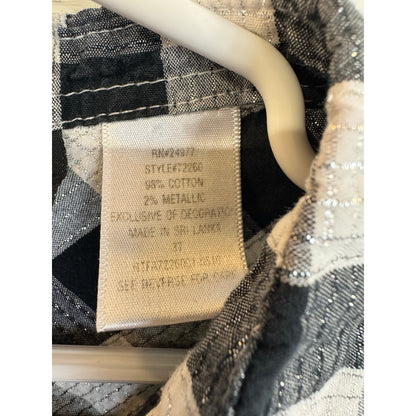 RN#24977
STYLE#72260
98% COTTON
2% METALLIC
EXCLUSIVE OF DECORATION
MADE IN SRI LANKA
37
SEE REVERSE FOR CARE